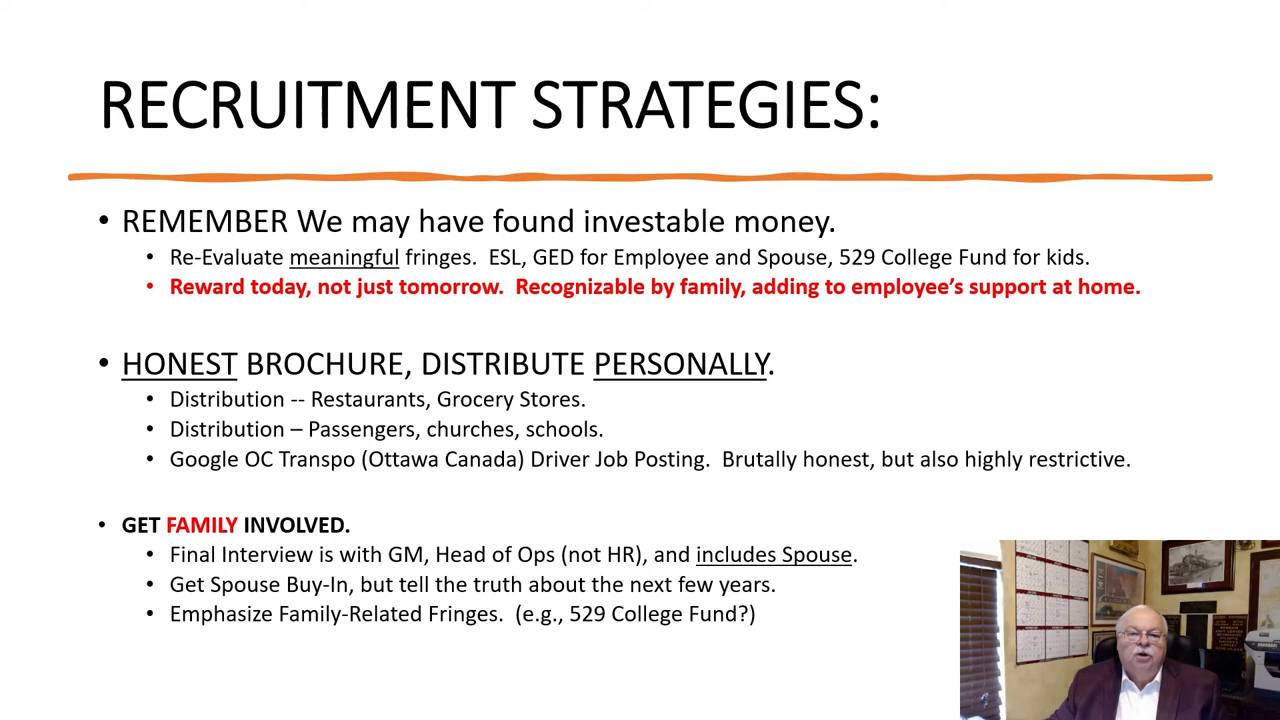 RECRUITMENT STRATEGIES:
• REMEMBER We may have found investable money.
• Re-Evaluate meaningful fringes. ESL, GED for Employee and Spouse, 529 College Fund for kids.
• Reward today, not just tomorrow. Recognizable by family, adding to employee’s support at home.
• HONEST BROCHURE, DISTRIBUTE PERSONALLY.
• Distribution -- Restaurants, Grocery Stores.
• Distribution – Passengers, churches, schools.
• Google OC Transpo (Ottawa Canada) Driver Job Posting. Brutally honest, but also highly restrictive.
• GET FAMILY INVOLVED.
• Final Interview is with GM, Head of Ops (not HR), and includes Spouse.
• Get Spouse Buy-In, but tell the truth about the next few years.
• Emphasize Family-Related Fringes. (e.g., 529 College Fund?)